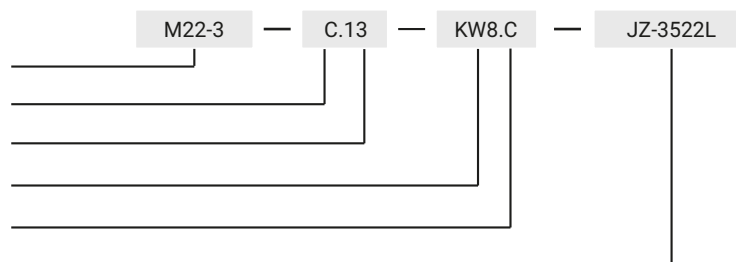 M22-3 — C.13 — KW8.C — JZ-3522L